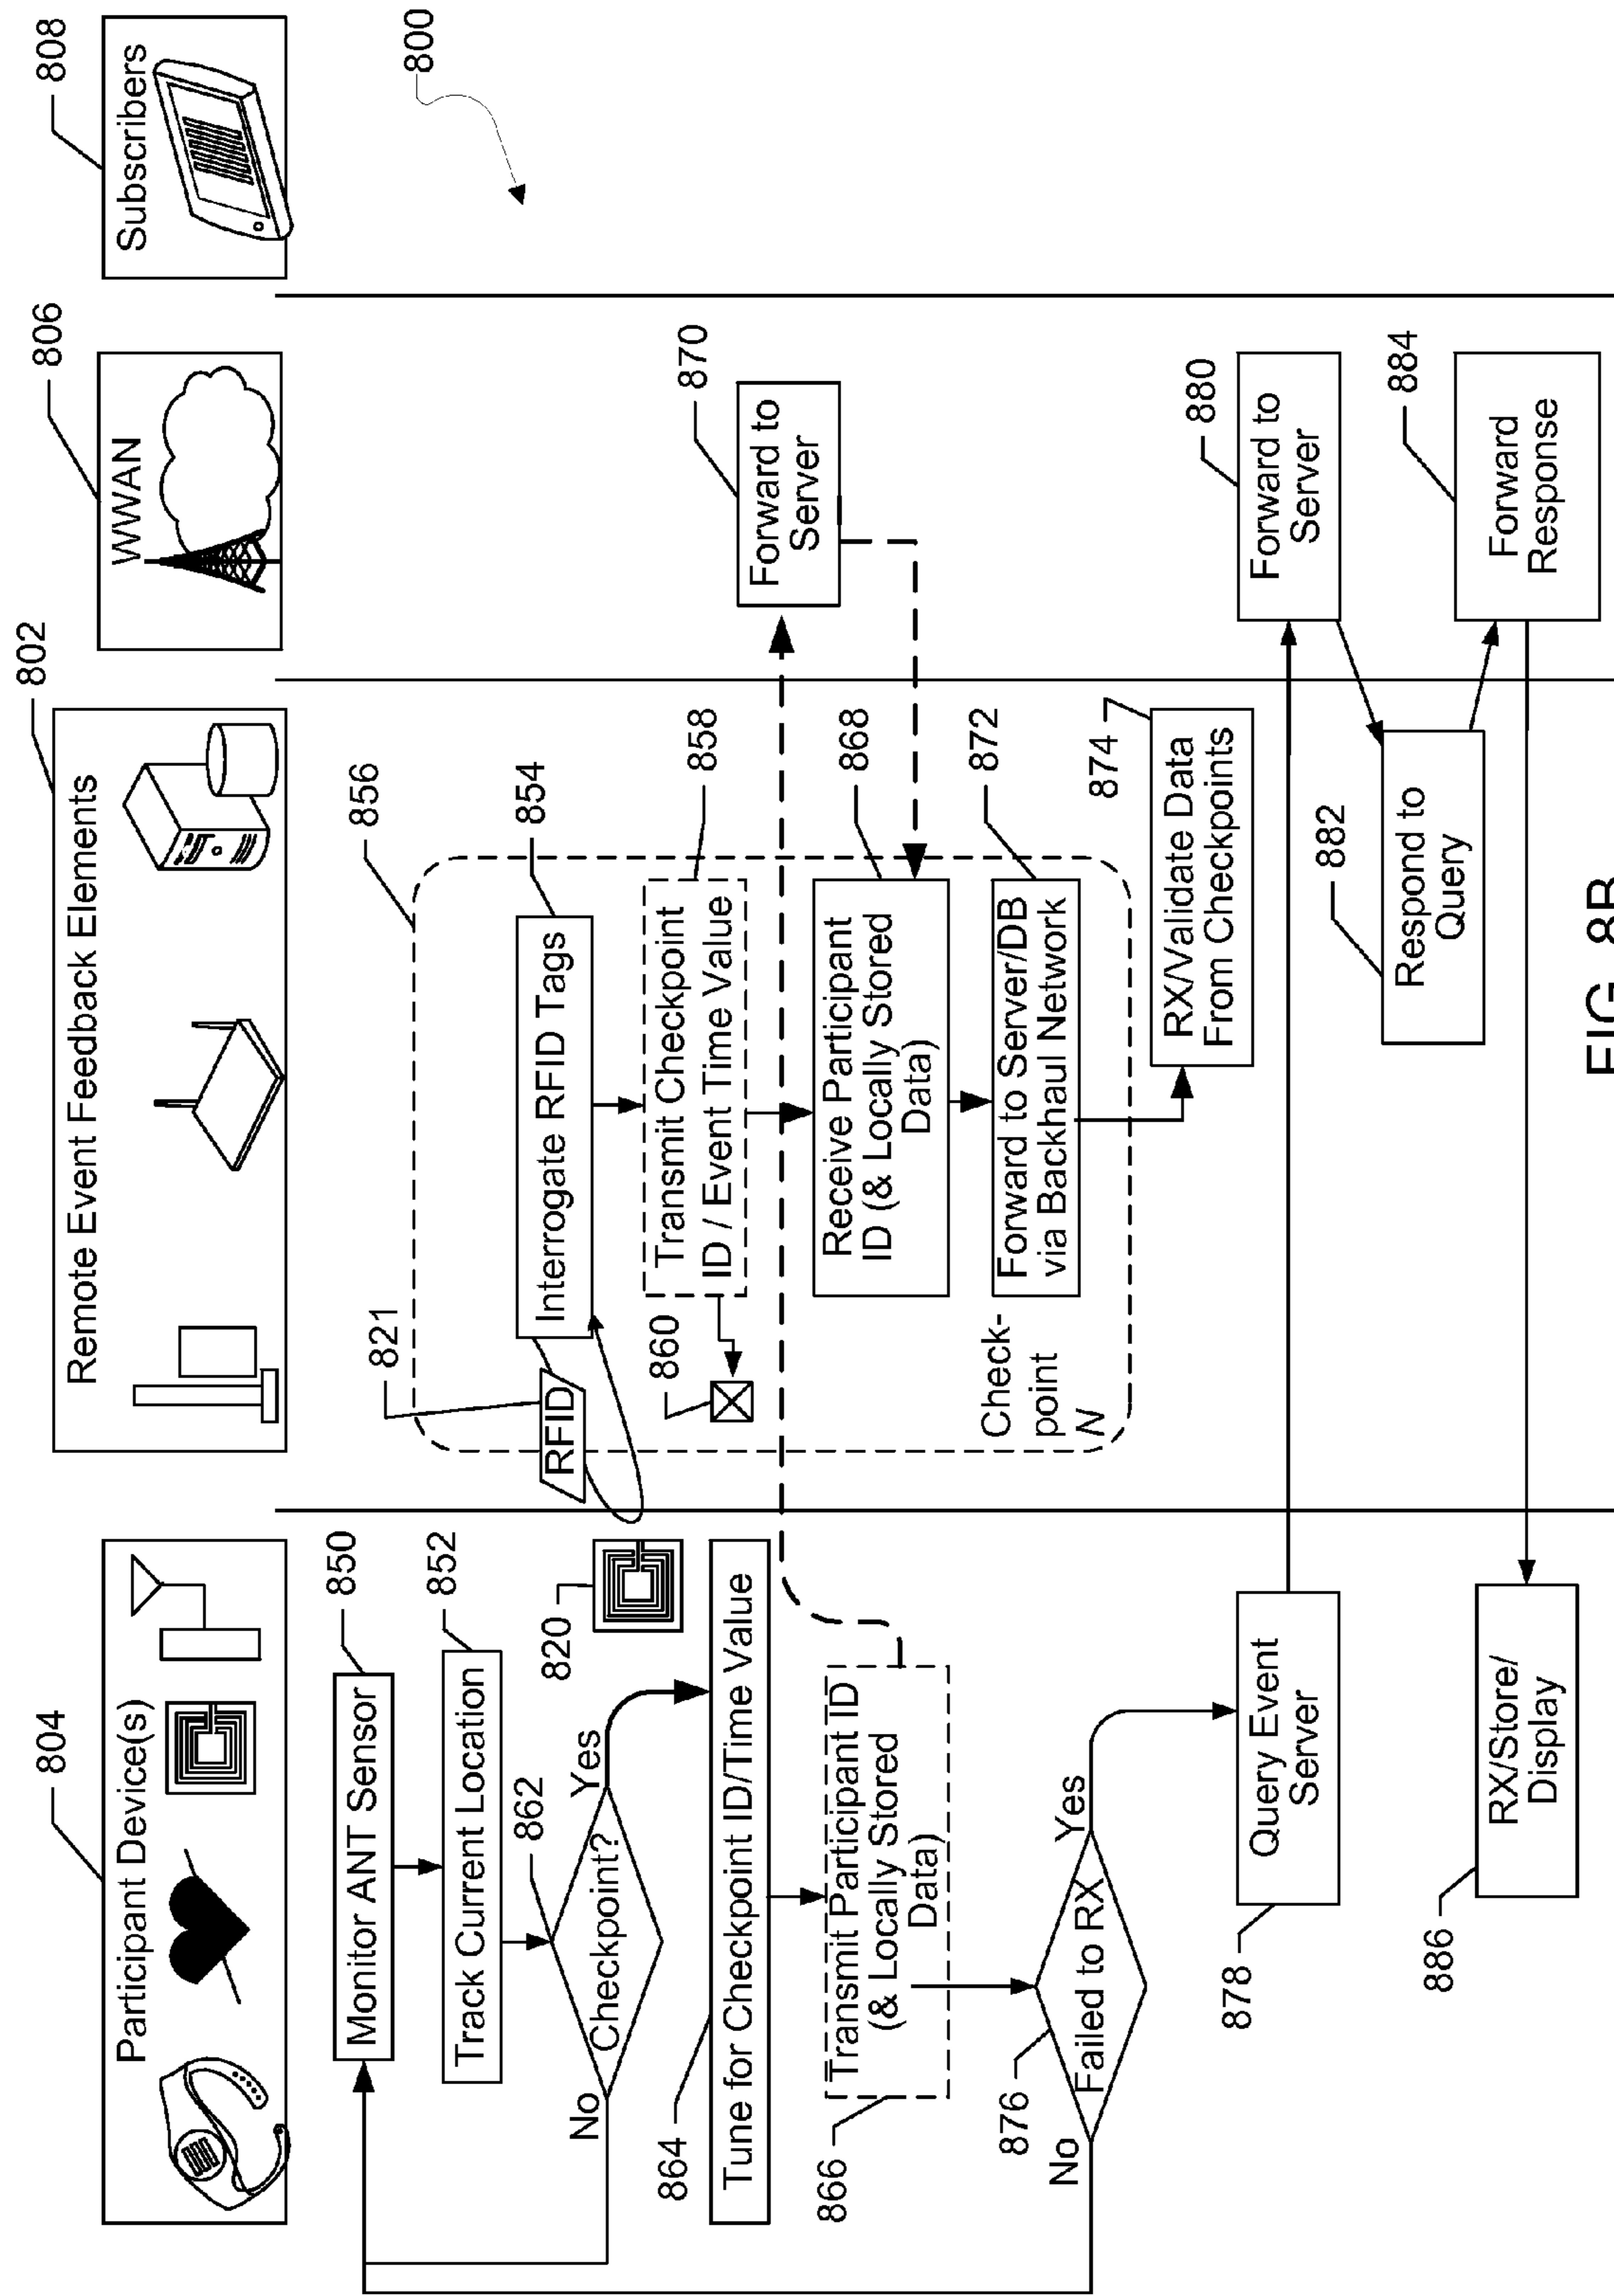 804
Participant Device(s)
802
Remote Event Feedback Elements
806
WWAN
808
Subscribers
800
850
Monitor ANT Sensor
852
Track Current Location
862
Checkpoint?
No
Yes
820
864
Tune for Checkpoint ID/Time Value
866
Transmit Participant ID
(& Locally Stored
Data)
876
Failed to RX
No
Yes
878
Query Event
Server
886
RX/Store/
Display
821
RFID
856
854
Interrogate RFID Tags
858
Transmit Checkpoint
ID / Event Time Value
860
868
Receive Participant
ID (& Locally Stored
Data)
872
Forward to Server/DB
via Backhaul Network
Check-
point
N
874
RX/Validate Data
From Checkpoints
882
Respond to
Query
870
Forward to
Server
880
Forward to
Server
884
Forward
Response
FIG. 8B